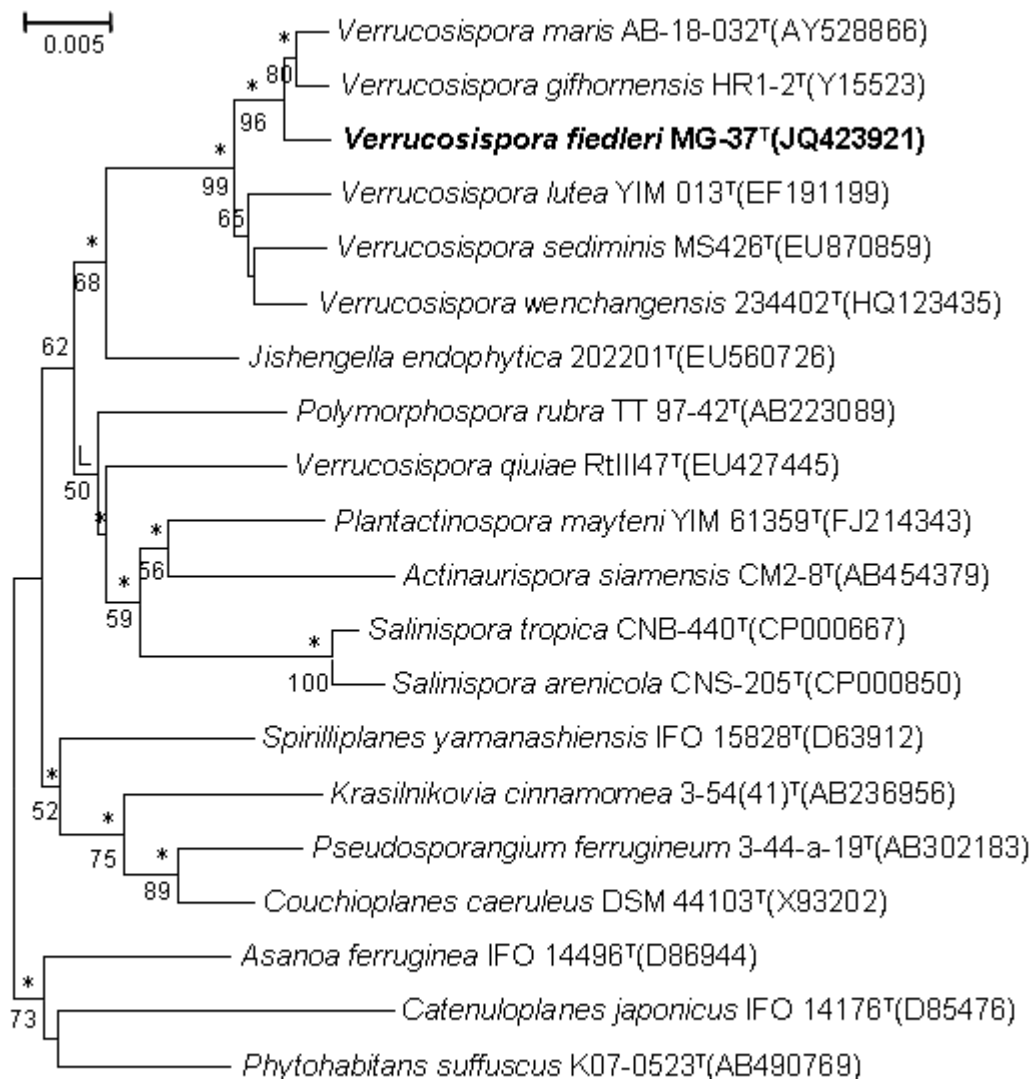 0.005
*
Verrucosispora maris AB-18-032ᵀ(AY528866)
80
Verrucosispora gifhornensis HR1-2ᵀ(Y15523)
*
96
Verrucosispora fiedleri MG-37ᵀ(JQ423921)
*
99
Verrucosispora lutea YIM 013ᵀ(EF191199)
65
Verrucosispora sediminis MS426ᵀ(EU870859)
*
68
Verrucosispora wenchangensis 234402ᵀ(HQ123435)
62
Jishengella endophytica 202201ᵀ(EU560726)
Polymorphospora rubra TT 97-42ᵀ(AB223089)
L
50
Verrucosispora qiuiae RtIII47ᵀ(EU427445)
*
*
Plantactinospora mayteni YIM 61359ᵀ(FJ214343)
56
Actinaurispora siamensis CM2-8ᵀ(AB454379)
*
59
*
Salinispora tropica CNB-440ᵀ(CP000667)
100
Salinispora arenicola CNS-205ᵀ(CP000850)
Spirilliplanes yamanashiensis IFO 15828ᵀ(D63912)
*
52
Krasilnikovia cinnamomea 3-54(41)ᵀ(AB236956)
*
75
*
Pseudosporangium ferrugineum 3-44-a-19ᵀ(AB302183)
89
Couchioplanes caeruleus DSM 44103ᵀ(X93202)
Asanoa ferruginea IFO 14496ᵀ(D86944)
*
73
Catenuloplanes japonicus IFO 14176ᵀ(D85476)
Phytohabitans suffuscus K07-0523ᵀ(AB490769)